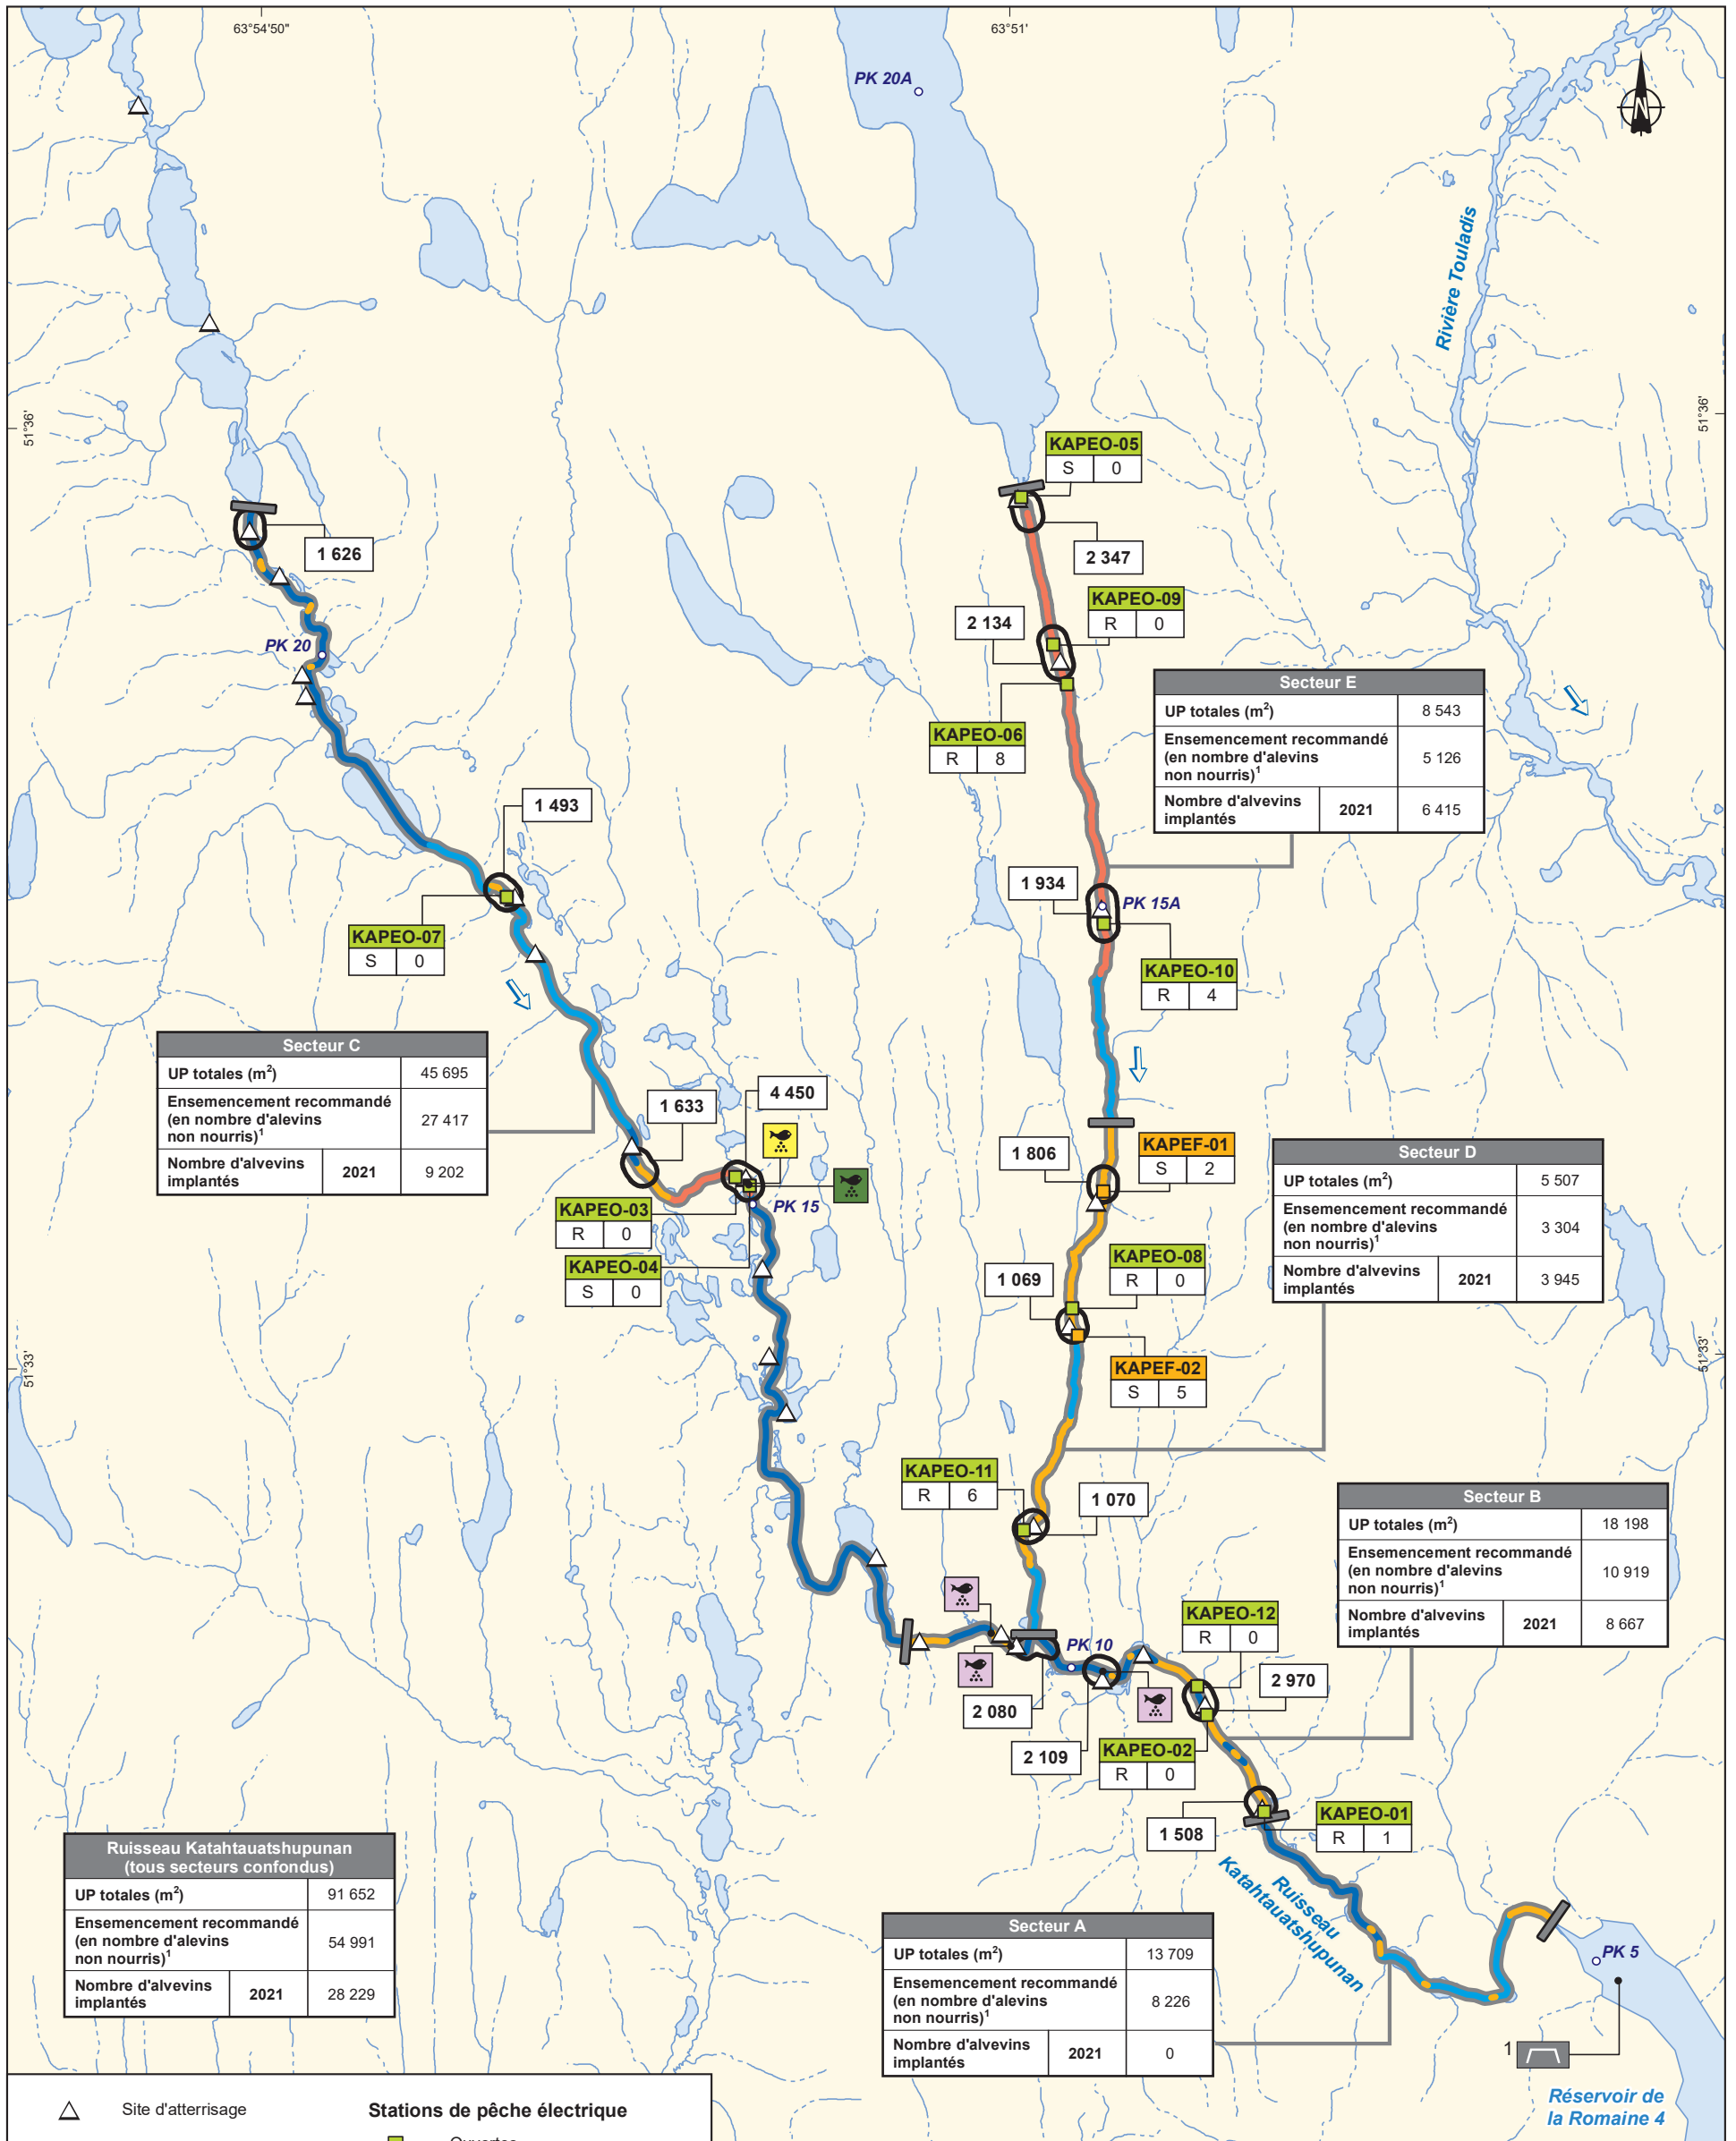 63°54'50"
63°51'
PK 20A
Rivière Touladis
51°36'
51°36'
KAPEO-05
S 0
1 626
2 347
KAPEO-09
R 0
2 134
PK 20
KAPEO-06
R 8
Secteur E
UP totales (m²) 8 543
Ensemencement recommandé
(en nombre d'alevins
non nourris)¹ 5 126
Nombre d'alvevins
implantés 2021 6 415
1 493
1 934
PK 15A
KAPEO-07
S 0
KAPEO-10
R 4
Secteur C
UP totales (m²) 45 695
Ensemencement recommandé
(en nombre d'alevins
non nourris)¹ 27 417
Nombre d'alvevins
implantés 2021 9 202
4 450
1 633
KAPEF-01
S 2
1 806
Secteur D
UP totales (m²) 5 507
Ensemencement recommandé
(en nombre d'alevins
non nourris)¹ 3 304
Nombre d'alvevins
implantés 2021 3 945
PK 15
KAPEO-03
R 0
KAPEO-04
S 0
KAPEO-08
R 0
1 069
51°33'
51°33'
KAPEF-02
S 5
KAPEO-11
R 6
1 070
Secteur B
UP totales (m²) 18 198
Ensemencement recommandé
(en nombre d'alevins
non nourris)¹ 10 919
Nombre d'alvevins
implantés 2021 8 667
KAPEO-12
R 0
PK 10
2 970
2 080
2 109
KAPEO-02
R 0
1 508
KAPEO-01
R 1
Ruisseau
Katahtauatshupunan
Ruisseau Katahtauatshupunan
(tous secteurs confondus)
UP totales (m²) 91 652
Ensemencement recommandé
(en nombre d'alevins
non nourris)¹ 54 991
Nombre d'alvevins
implantés 2021 28 229
Secteur A
UP totales (m²) 13 709
Ensemencement recommandé
(en nombre d'alevins
non nourris)¹ 8 226
Nombre d'alvevins
implantés 2021 0
PK 5
1
Réservoir de
la Romaine 4
Site d'atterrisage
Stations de pêche électrique